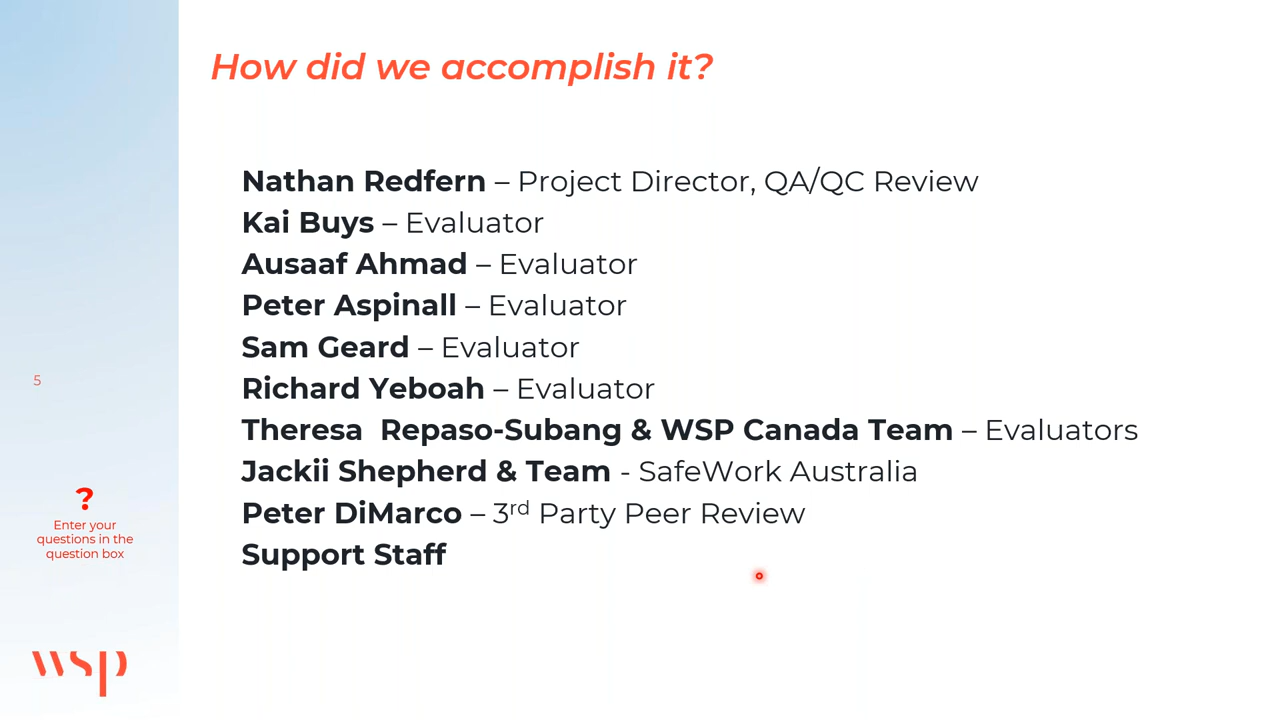 How did we accomplish it?
Nathan Redfern – Project Director, QA/QC Review
Kai Buys – Evaluator
Ausaaf Ahmad – Evaluator
Peter Aspinall – Evaluator
Sam Geard – Evaluator
Richard Yeboah – Evaluator
Theresa  Repaso-Subang & WSP Canada Team – Evaluators
Jackii Shepherd & Team - SafeWork Australia
Peter DiMarco – 3rd Party Peer Review
Support Staff
5
?
Enter your
questions in the
question box
wsp